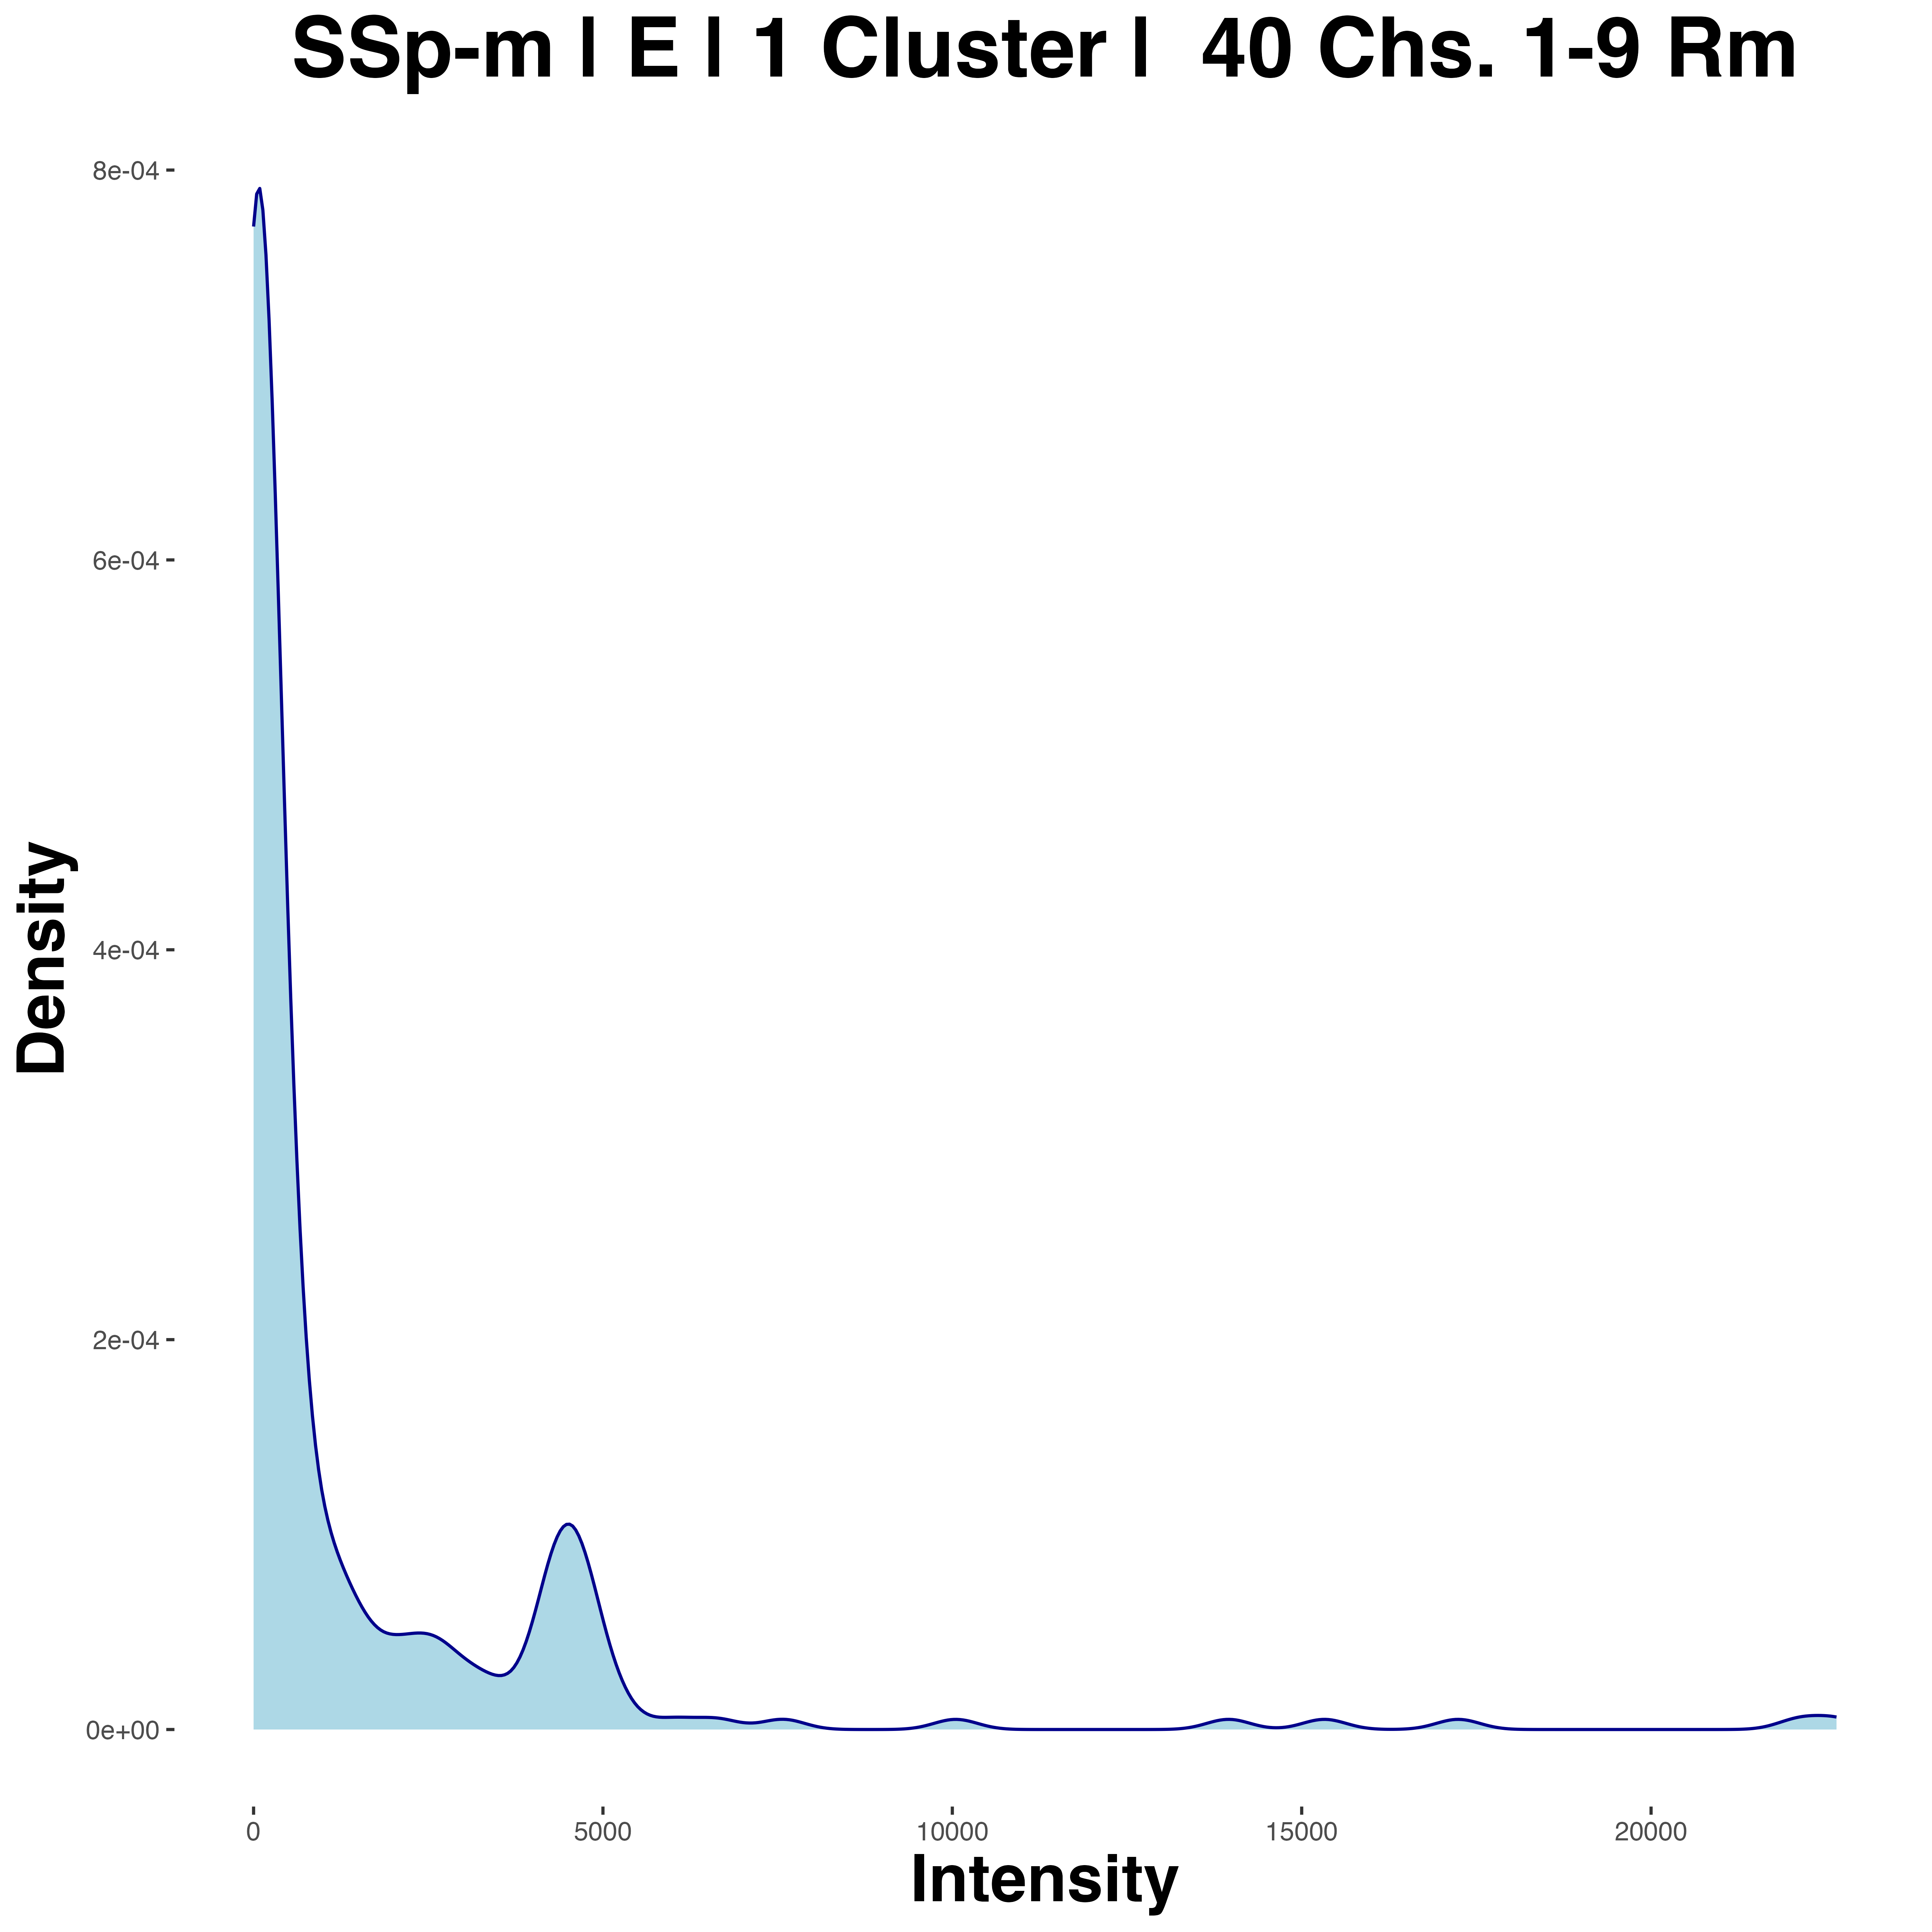 SSp-m | E | 1 Cluster |  40 Chs. 1-9 Rm
8e-04
6e-04
4e-04
2e-04
0e+00
Density
0 5000 10000 15000 20000
Intensity